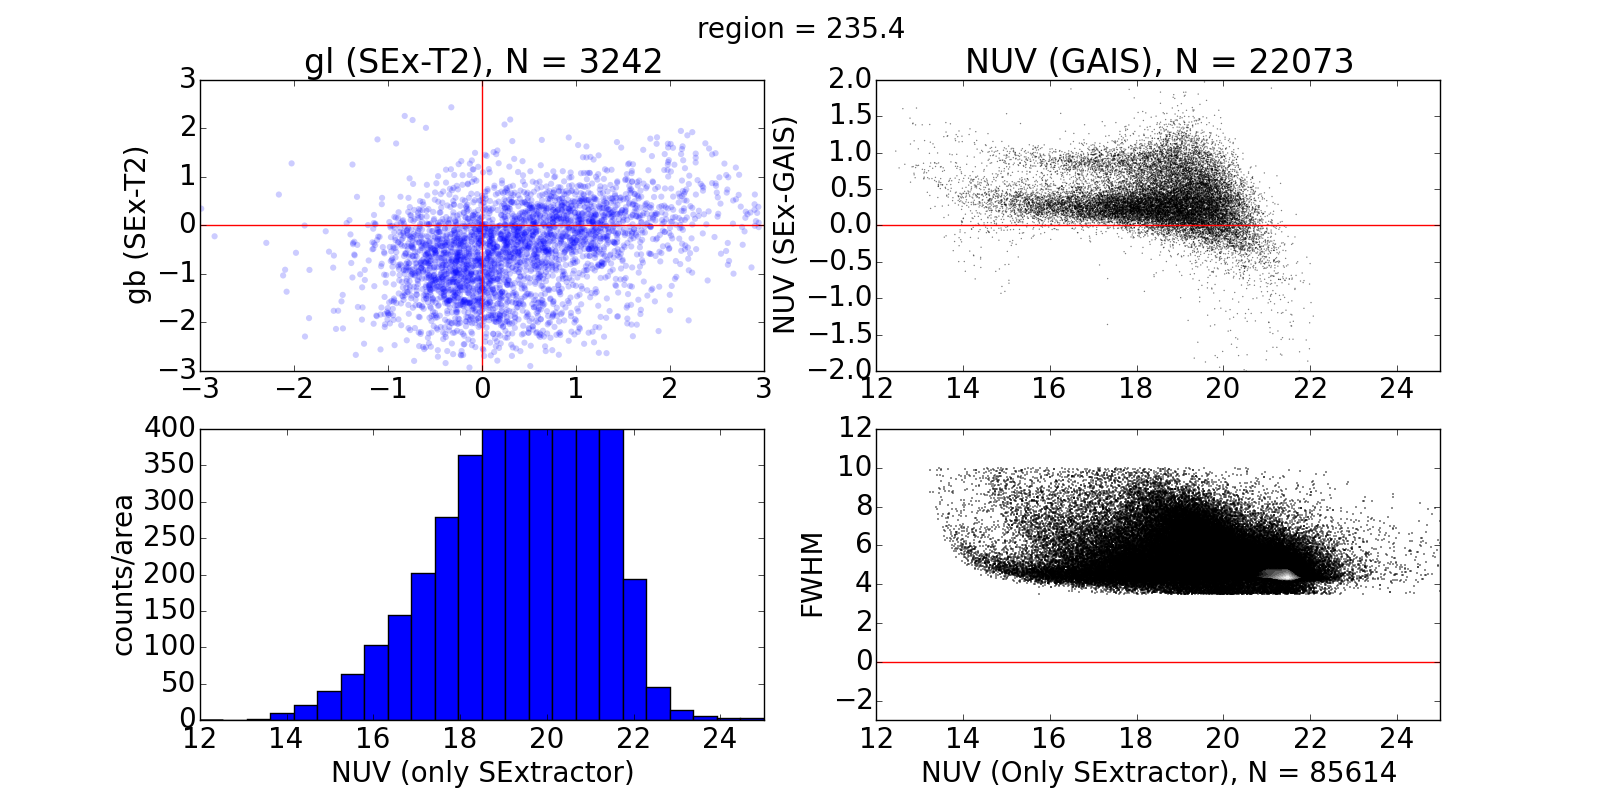 region = 235.4
gl (SEx-T2), N = 3242
3
2
1
0
−1
−2
−3
gb (SEx-T2)
−3 −2 −1 0 1 2 3
NUV (GAIS), N = 22073
2.0
1.5
1.0
0.5
0.0
−0.5
−1.0
−1.5
−2.0
NUV (SEx-GAIS)
12 14 16 18 20 22 24
400
350
300
250
200
150
100
50
0
counts/area
12 14 16 18 20 22 24
NUV (only SExtractor)
12
10
8
6
4
2
0
−2
FWHM
12 14 16 18 20 22 24
NUV (Only SExtractor), N = 85614